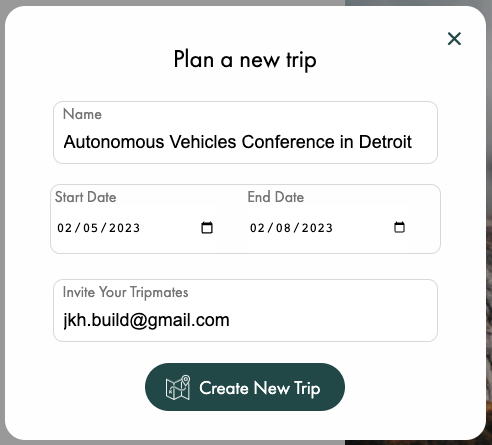 Plan a new trip
Name
Autonomous Vehicles Conference in Detroit
Start Date End Date
02/05/2023 02/08/2023
Invite Your Tripmates
jkh.build@gmail.com
Create New Trip